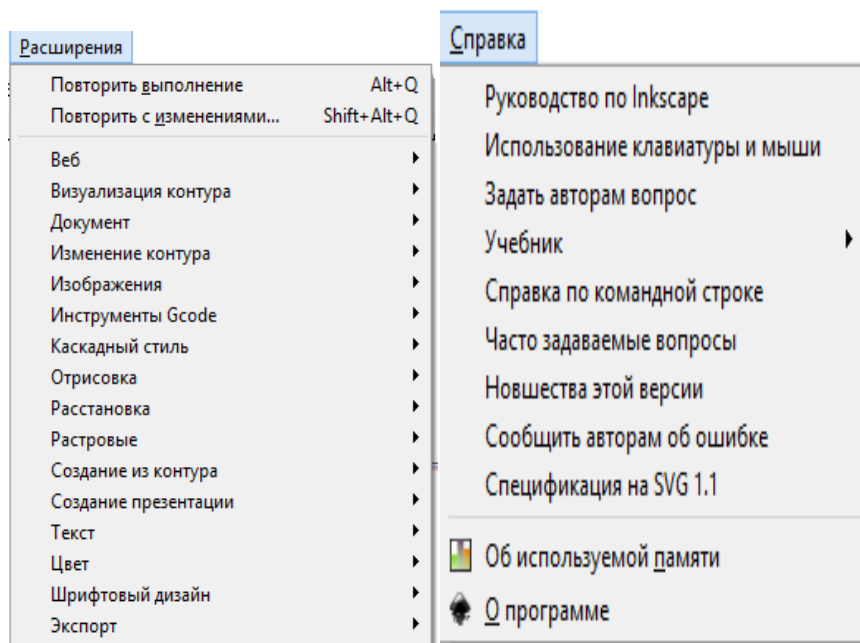 Расширения
Повторить выполнение Alt+Q
Повторить с изменениями... Shift+Alt+Q
Веб
Визуализация контура
Документ
Изменение контура
Изображения
Инструменты Gcode
Каскадный стиль
Отрисовка
Расстановка
Растровые
Создание из контура
Создание презентации
Текст
Цвет
Шрифтовый дизайн
Экспорт
Справка
Руководство по Inkscape
Использование клавиатуры и мыши
Задать авторам вопрос
Учебник
Справка по командной строке
Часто задаваемые вопросы
Новшества этой версии
Сообщить авторам об ошибке
Спецификация на SVG 1.1
Об используемой памяти
О программе